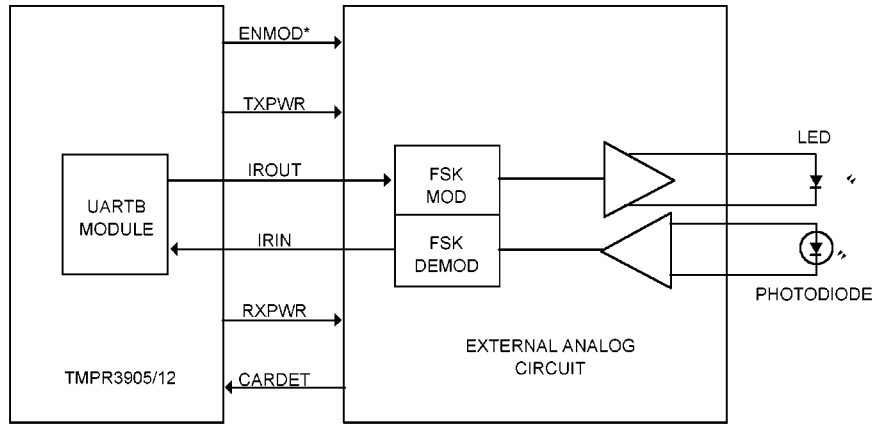 ENMOD*
TXPWR
LED
IROUT
FSK
MOD
UARTB
MODULE
IRIN
FSK
DEMOD
PHOTODIODE
RXPWR
EXTERNAL ANALOG
CIRCUIT
TMPR3905/12
CARDET